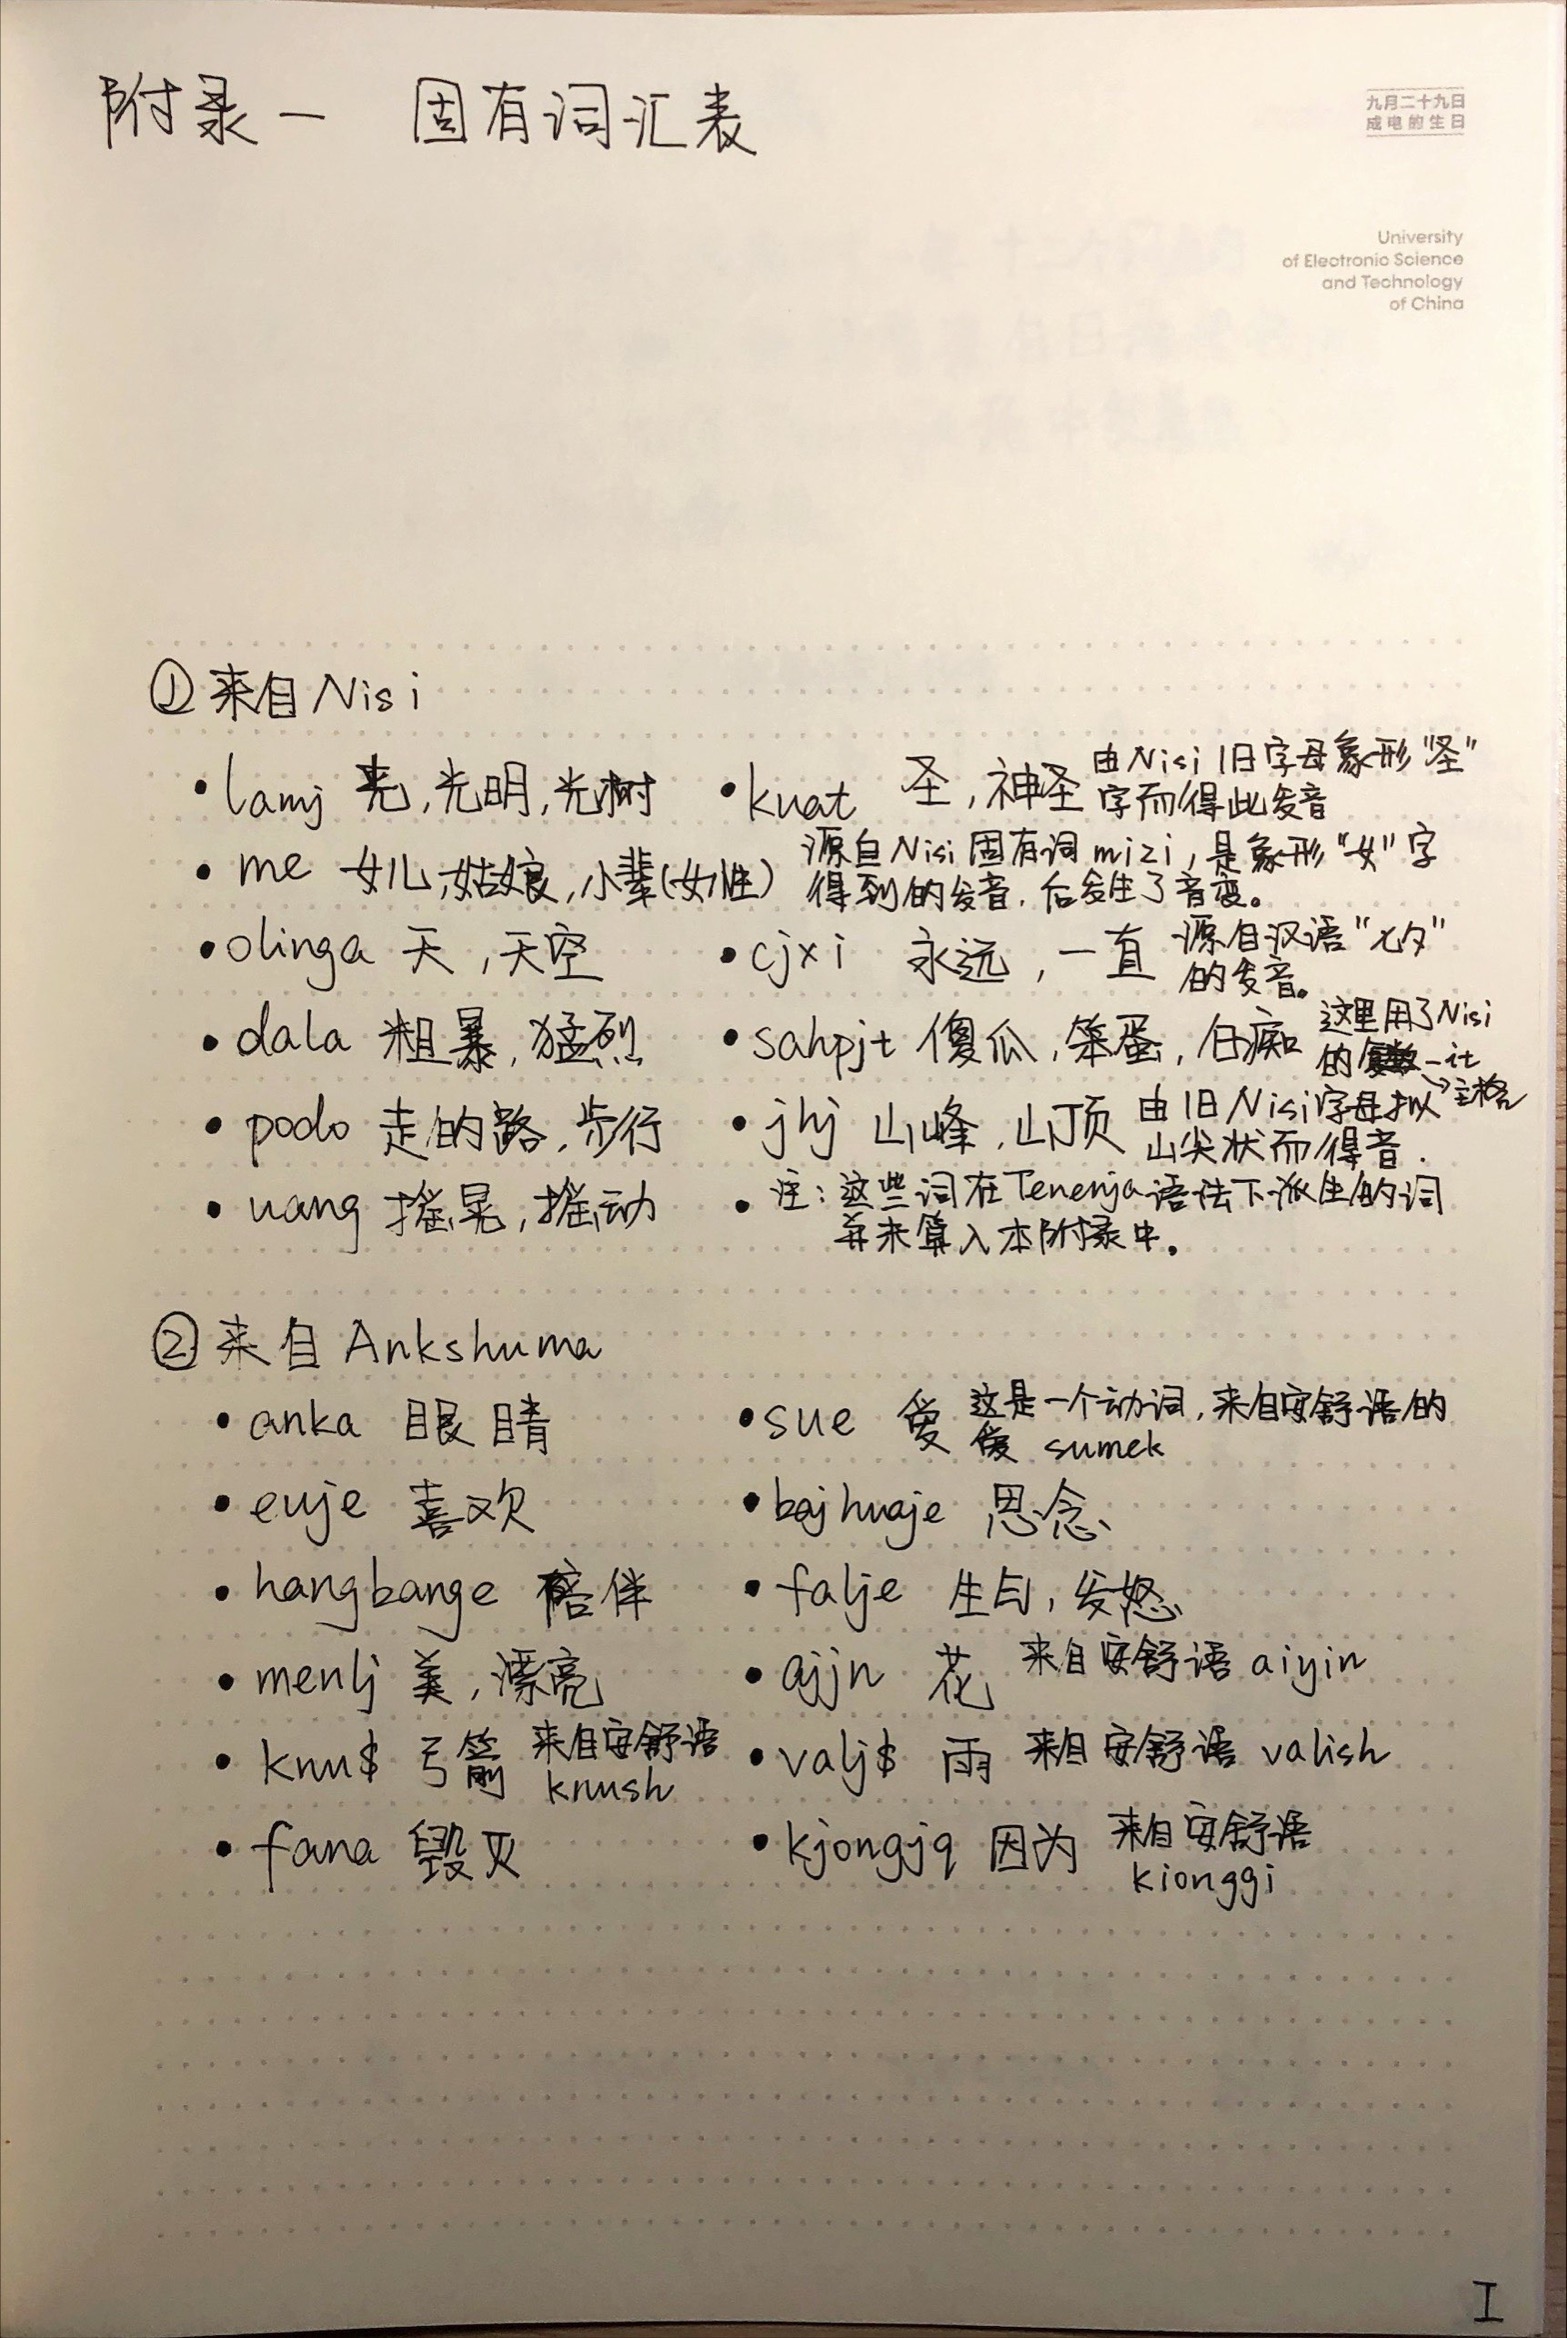 附录一 固有词汇表
九月二十九日
成电的生日
University
of Electronic Science
and Technology
of China
① 来自Nisi
• lamj 光,光明,光树
• kuat 圣,神圣 由Nisi旧字母象形"圣"
字而得此发音
• me 女儿,姑娘,小辈(女性) 源自Nisi固有词mizi,是象形"女"字
得到的发音,后发生了音变。
• olinga 天,天空
• cjxi 永远,一直 源自汉语"七夕"
的发音。
• dala 粗暴,猛烈
• sahpjt 傻瓜,笨蛋,白痴 这里用了Nisi
的 -it
→主格
• podo 走的路,步行
• jhj 山峰,山顶 由旧Nisi字母拟
山尖状而得音.
• uang 摇晃,摇动
• 注:这些词在Tenenja语法下派生的词
并未算入本附录中。
② 来自Ankshuma
• anka 眼睛
• sue 爱 这是一个动词,来自安舒语的
爱 sumek
• euje 喜欢
• bajhuaje 思念
• hangbange 陪伴
• falje 生气,发怒
• menlj 美,漂亮
• ajjn 花 来自安舒语 aiyin
• knu$ 弓箭 来自安舒语
knush
• valj$ 雨 来自安舒语 valish
• fana 毁灭
• kjongjq 因为 来自安舒语
kionggi
I